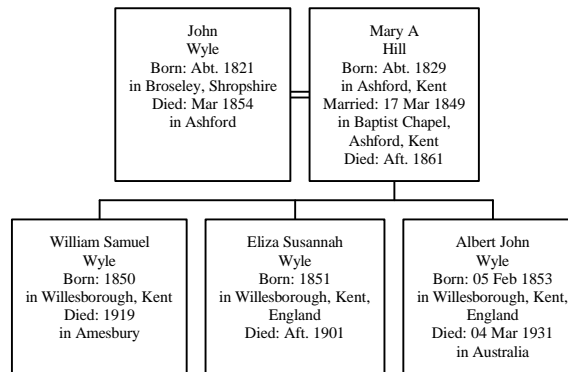 John
Wyle
Born: Abt. 1821
in Broseley, Shropshire
Died: Mar 1854
in Ashford
Mary A
Hill
Born: Abt. 1829
in Ashford, Kent
Married: 17 Mar 1849
in Baptist Chapel,
Ashford, Kent
Died: Aft. 1861
William Samuel
Wyle
Born: 1850
in Willesborough, Kent
Died: 1919
in Amesbury
Eliza Susannah
Wyle
Born: 1851
in Willesborough, Kent,
England
Died: Aft. 1901
Albert John
Wyle
Born: 05 Feb 1853
in Willesborough, Kent,
England
Died: 04 Mar 1931
in Australia